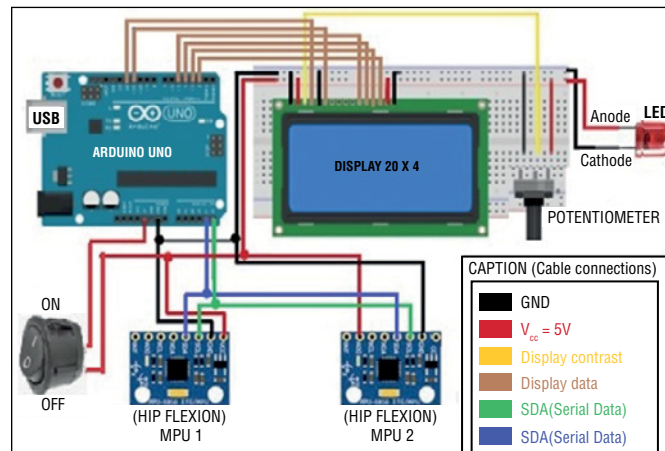 USB
UNO
ARDUINO UNO
DISPLAY 20 X 4
Anode
LED
Cathode
POTENTIOMETER
ON
OFF
(HIP FLEXION)
MPU 1
(HIP FLEXION)
MPU 2
CAPTION (Cable connections)
GND
Vcc = 5V
Display contrast
Display data
SDA(Serial Data)
SDA(Serial Data)